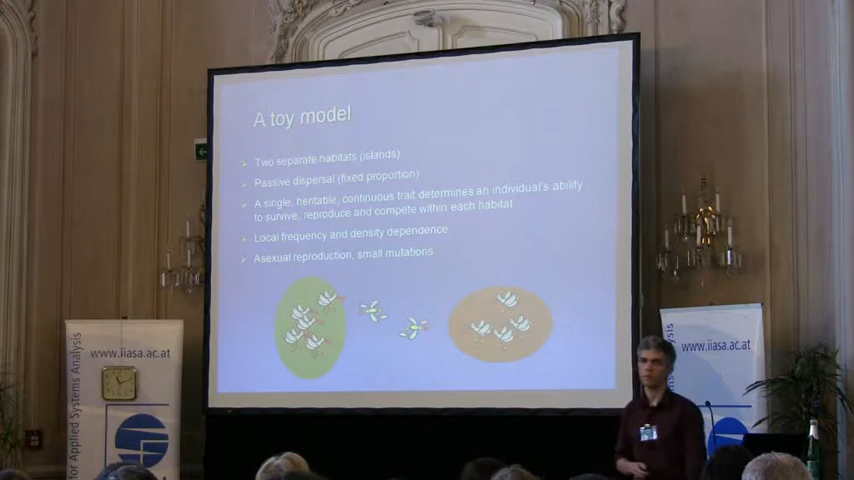 A toy model
Two separate habitats (islands)
Passive dispersal (fixed proportion)
A single, heritable, continuous trait determines an individual's ability
to survive, reproduce and compete within each habitat
Local frequency and density dependence
Asexual reproduction, small mutations
www.iiasa.ac.at
for Applied Systems Analysis
www.iiasa.ac.at
Analysis